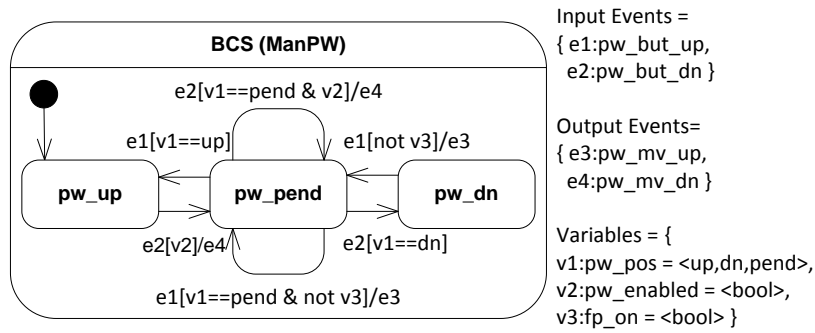 BCS (ManPW)
e2[v1==pend & v2]/e4
e1[v1==up]
e1[not v3]/e3
pw_up
pw_pend
pw_dn
e2[v2]/e4
e2[v1==dn]
e1[v1==pend & not v3]/e3
Input Events =
{ e1:pw_but_up,
e2:pw_but_dn }
Output Events=
{ e3:pw_mv_up,
e4:pw_mv_dn }
Variables = {
v1:pw_pos = <up,dn,pend>,
v2:pw_enabled = <bool>,
v3:fp_on = <bool> }